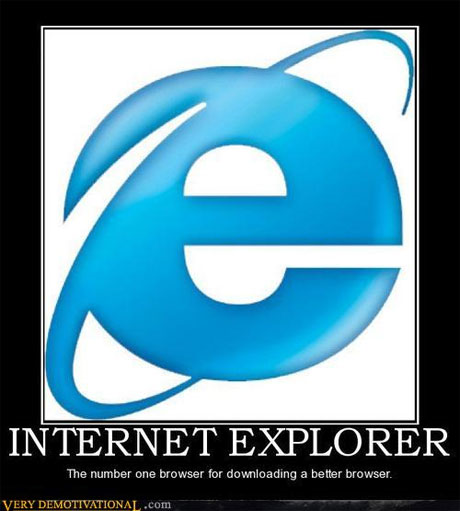 INTERNET EXPLORER
The number one browser for downloading a better browser.
VERY DEMOTIVATIONAL.com